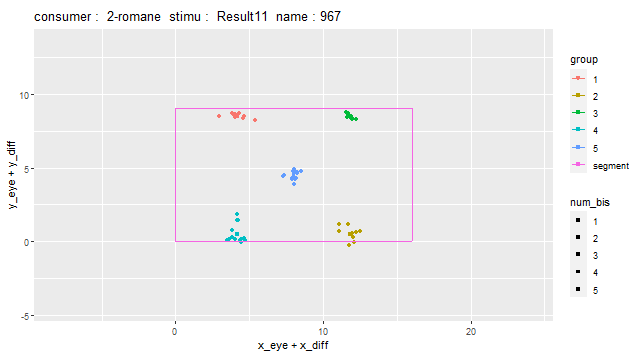 consumer : 2-romane stimu : Result11 name : 967
y_eye + y_diff
10
5
0
-5
0
10
20
x_eye + x_diff
group
1
2
3
4
5
segment
num_bis
1
2
3
4
5